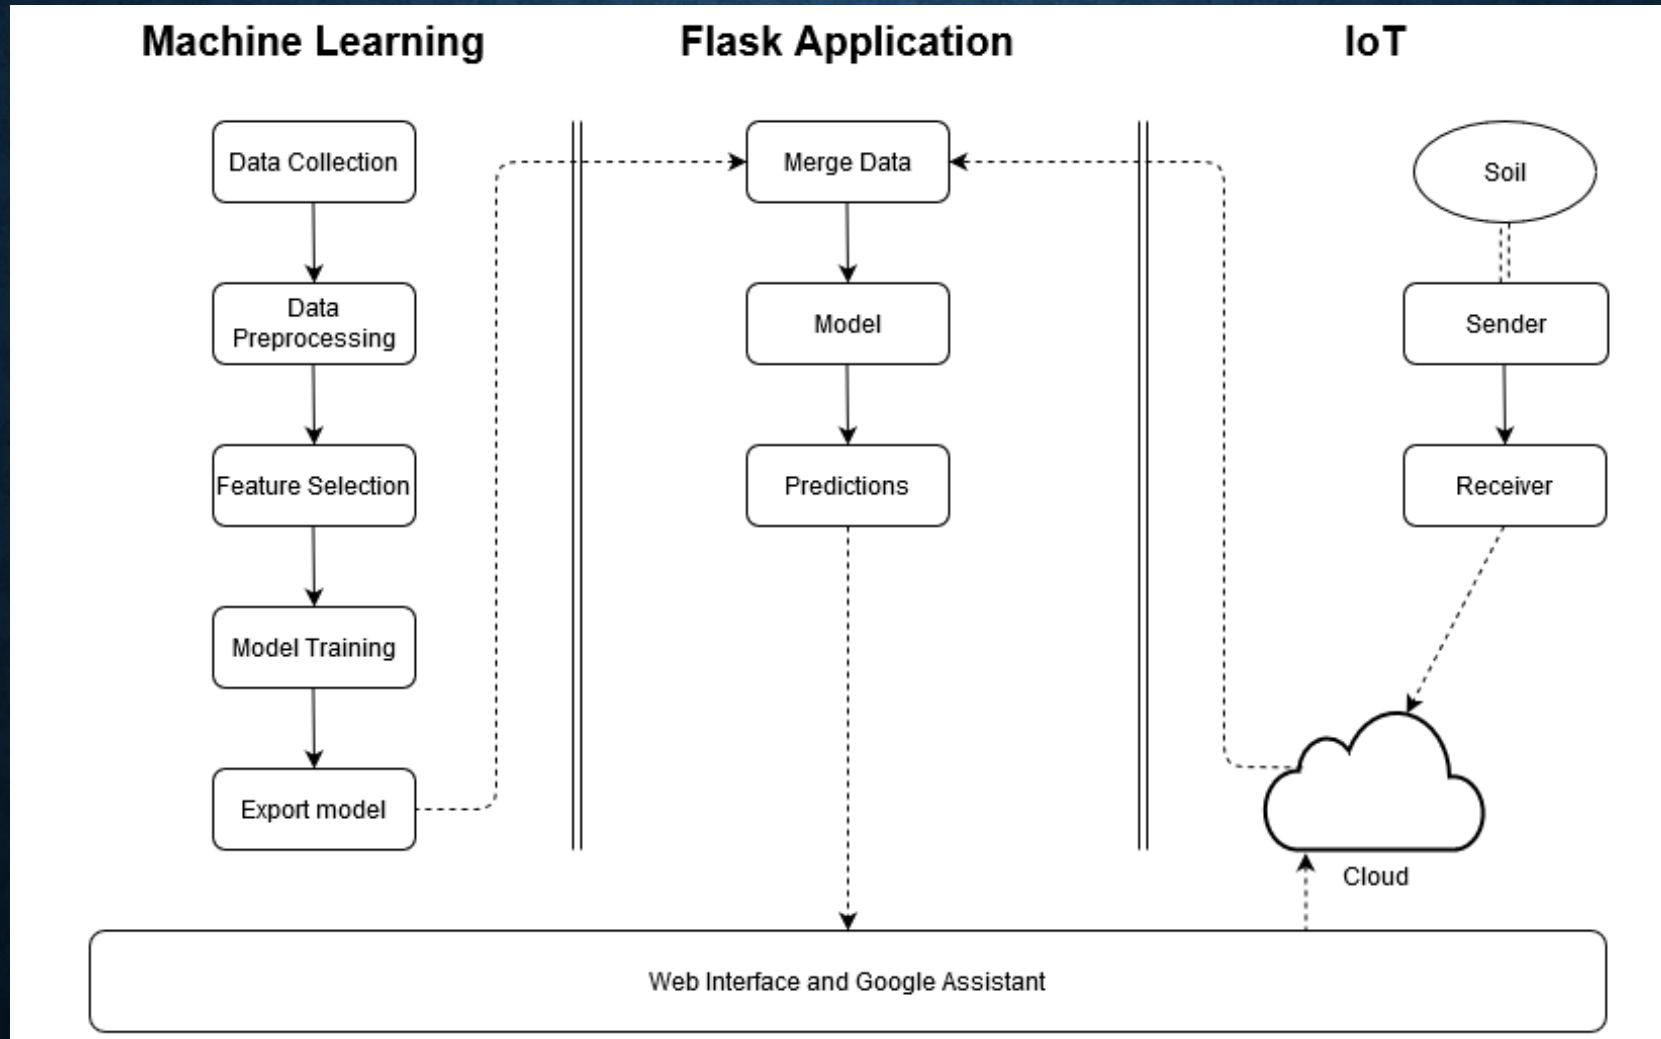 Machine Learning
Flask Application
IoT
Data Collection
Merge Data
Soil
Data
Preprocessing
Model
Sender
Feature Selection
Predictions
Receiver
Model Training
Export model
Cloud
Web Interface and Google Assistant